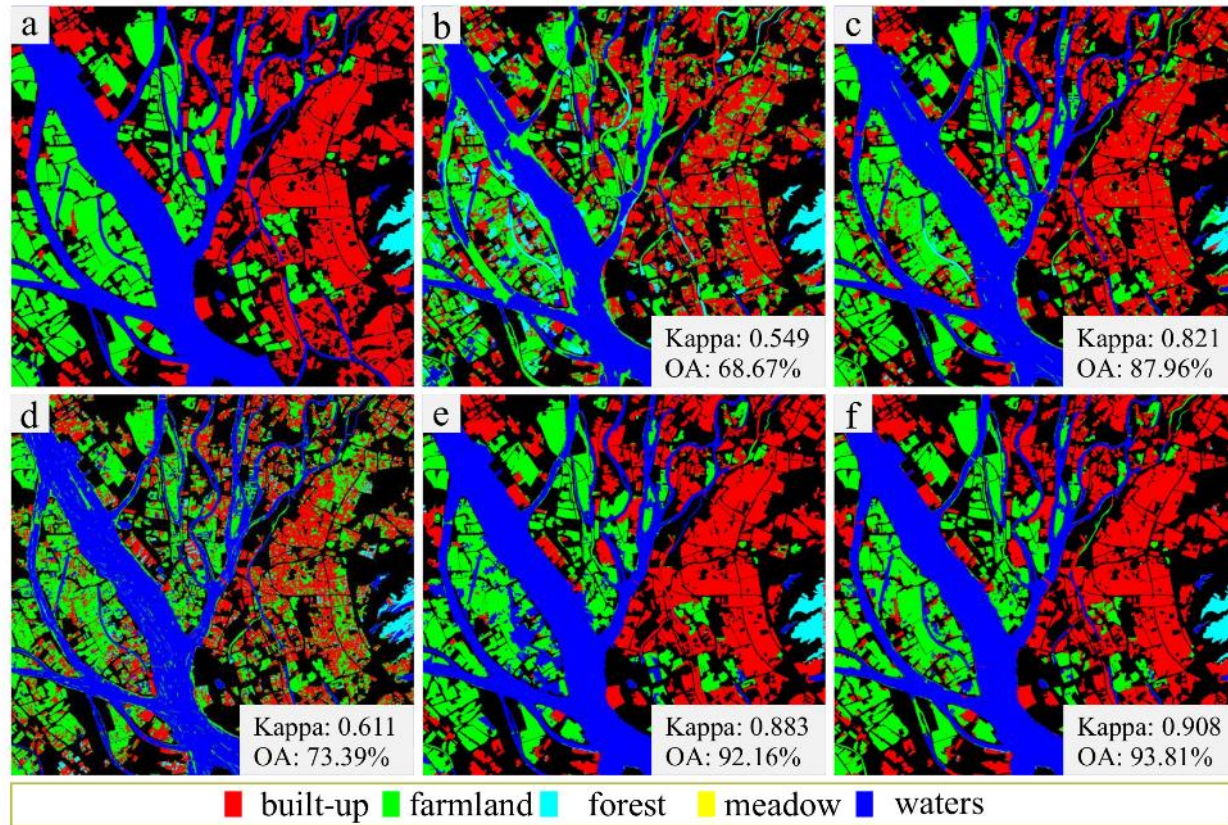 a
b
c
Kappa: 0.549
OA: 68.67%
Kappa: 0.821
OA: 87.96%
d
e
f
Kappa: 0.611
OA: 73.39%
Kappa: 0.883
OA: 92.16%
Kappa: 0.908
OA: 93.81%
built-up farmland forest meadow waters